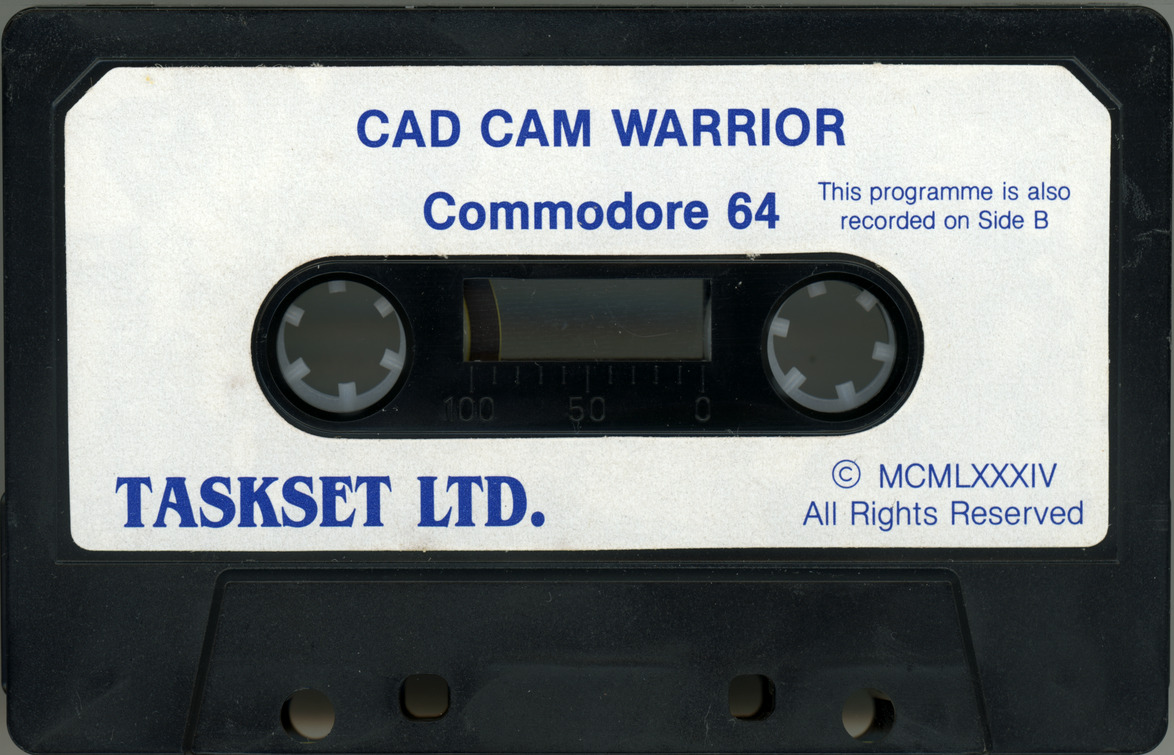 CAD CAM WARRIOR
Commodore 64
This programme is also
recorded on Side B
100 50 0
TASKSET LTD.
© MCMLXXXIV
All Rights Reserved